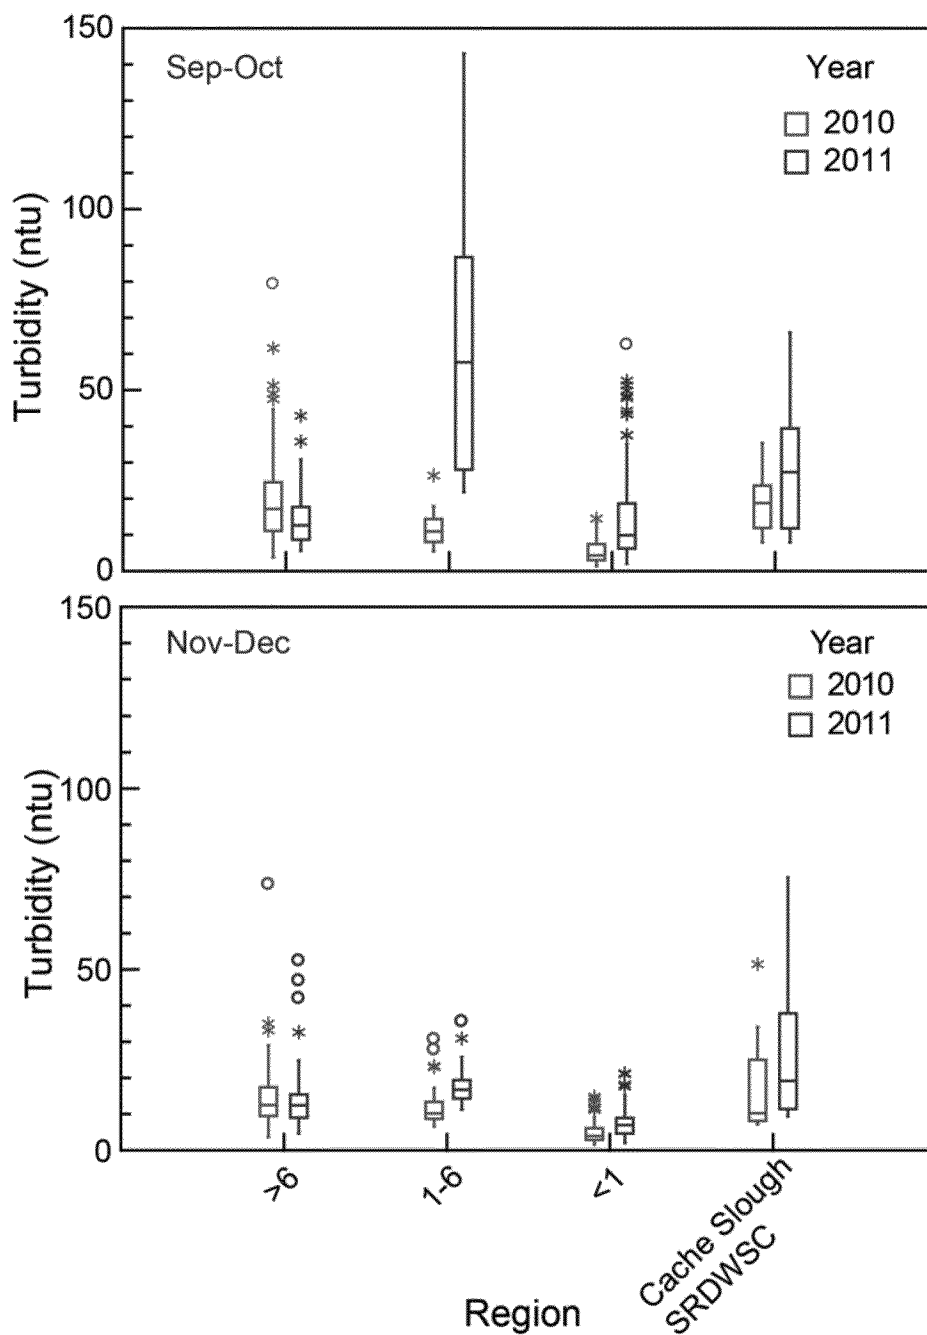 150
Sep-Oct
Year
2010
2011
100
50
0
Turbidity (ntu)
150
Nov-Dec
Year
2010
2011
100
50
0
Turbidity (ntu)
>6
1-6
<1
Cache Slough
SRDWSC
Region